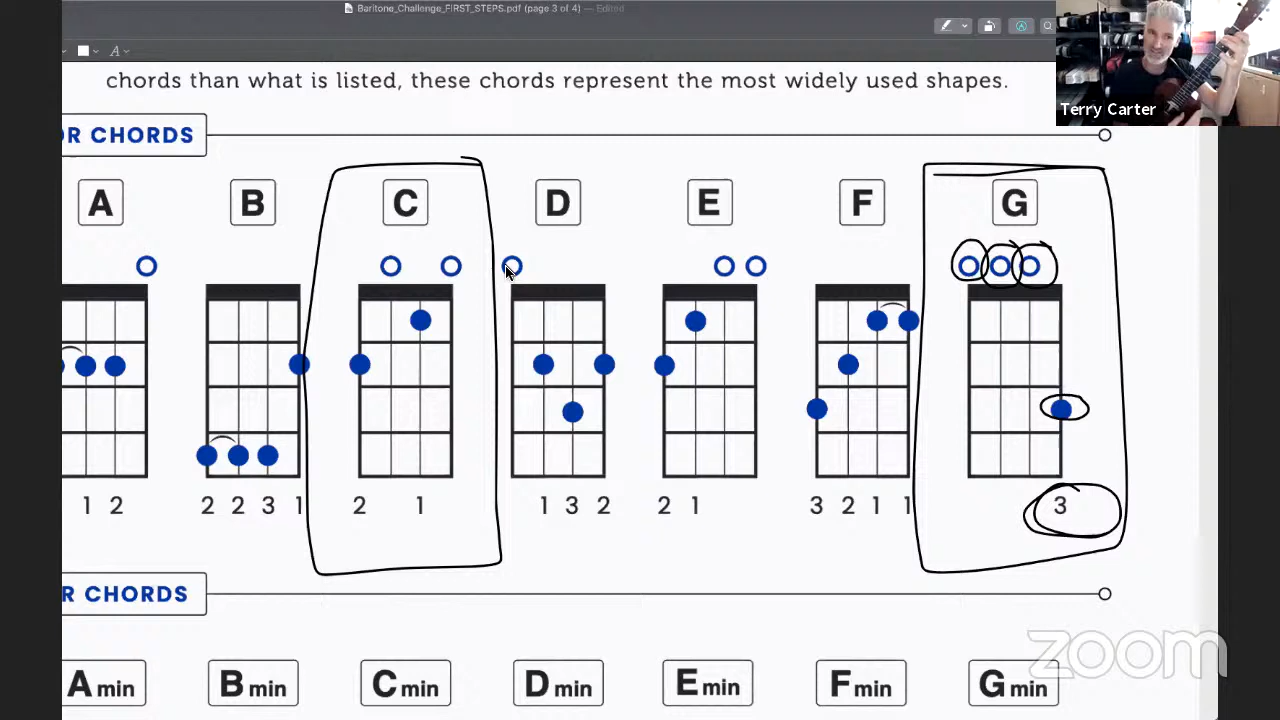 Baritone_Challenge_FIRST_STEPS.pdf (page 3 of 4) — Edited
A
Terry Carter
chords than what is listed, these chords represent the most widely used shapes.
OR CHORDS
A B C D E F G
1 2 2 2 3 1 2 1 1 3 2 2 1 3 2 1 1 3
R CHORDS
A min B min C min D min E min F min G min
zoom